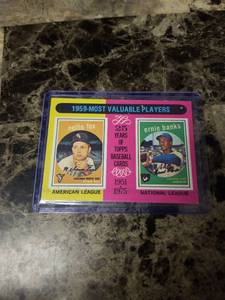 1959-MOST VALUABLE PLAYERS
nellie fox
25
YEARS
OF
TOPPS
BASEBALL
CARDS
1951
to
1975
ernie banks
AMERICAN LEAGUE
NATIONAL LEAGUE